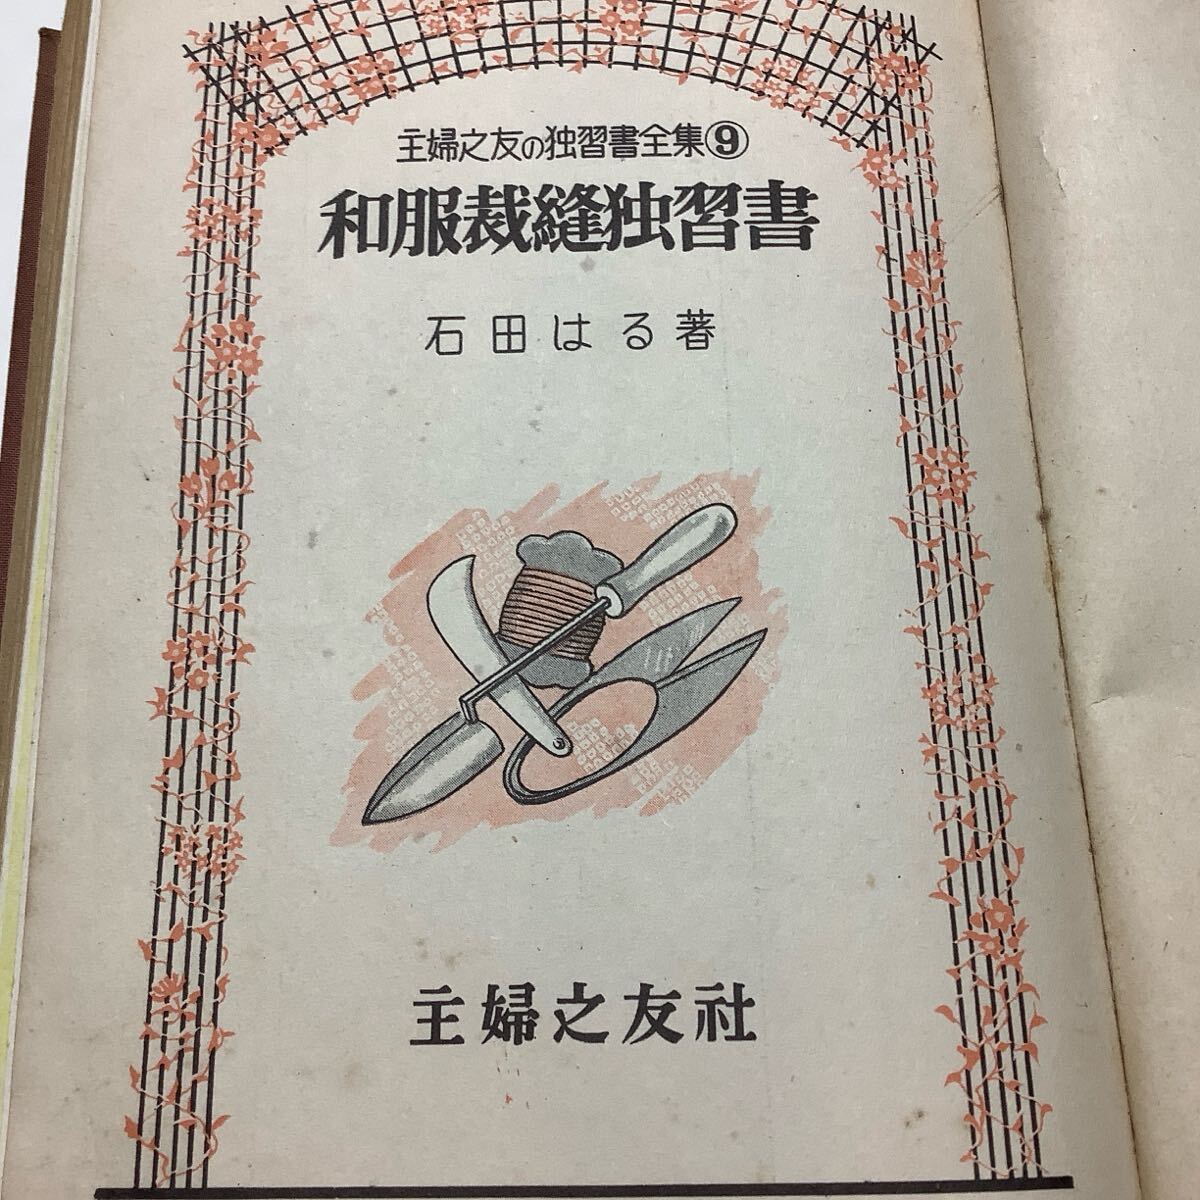 主婦之友の独習書全集⑨
和服裁縫独習書
石田はる著
主婦之友社